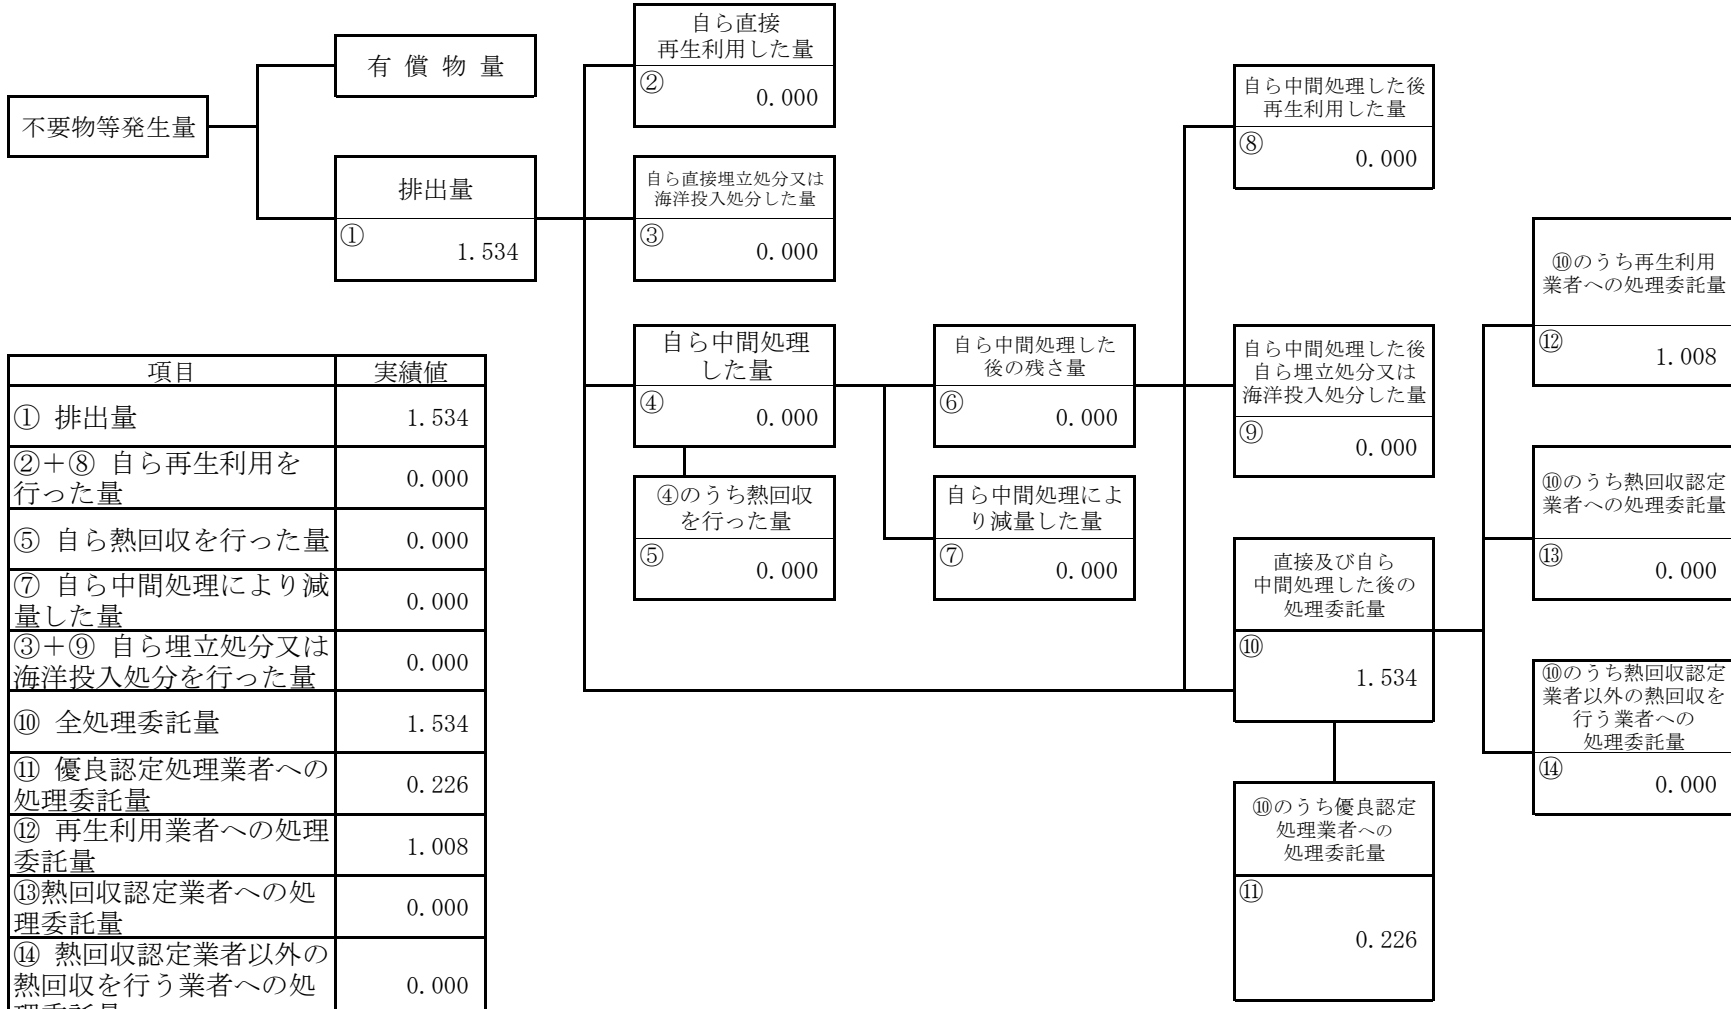 不要物等発生量
有 償 物 量
排出量
①
1.534
自ら直接
再生利用した量
②
0.000
自ら直接埋立処分又は
海洋投入処分した量
③
0.000
自ら中間処理
した量
④
0.000
④のうち熱回収
を行った量
⑤
0.000
自ら中間処理した
後の残さ量
⑥
0.000
自ら中間処理によ
り減量した量
⑦
0.000
自ら中間処理した後
再生利用した量
⑧
0.000
自ら中間処理した後
自ら埋立処分又は
海洋投入処分した量
⑨
0.000
直接及び自ら
中間処理した後の
処理委託量
⑩
1.534
⑩のうち優良認定
処理業者への
処理委託量
⑪
0.226
⑩のうち再生利用
業者への処理委託量
⑫
1.008
⑩のうち熱回収認定
業者への処理委託量
⑬
0.000
⑩のうち熱回収認定
業者以外の熱回収を
行う業者への
処理委託量
⑭
0.000
項目 実績値
① 排出量 1.534
②＋⑧ 自ら再生利用を
行った量 0.000
⑤ 自ら熱回収を行った量 0.000
⑦ 自ら中間処理により減
量した量 0.000
③＋⑨ 自ら埋立処分又は
海洋投入処分を行った量 0.000
⑩ 全処理委託量 1.534
⑪ 優良認定処理業者への
処理委託量 0.226
⑫ 再生利用業者への処理
委託量 1.008
⑬熱回収認定業者への処
理委託量 0.000
⑭ 熱回収認定業者以外の
熱回収を行う業者への処 0.000